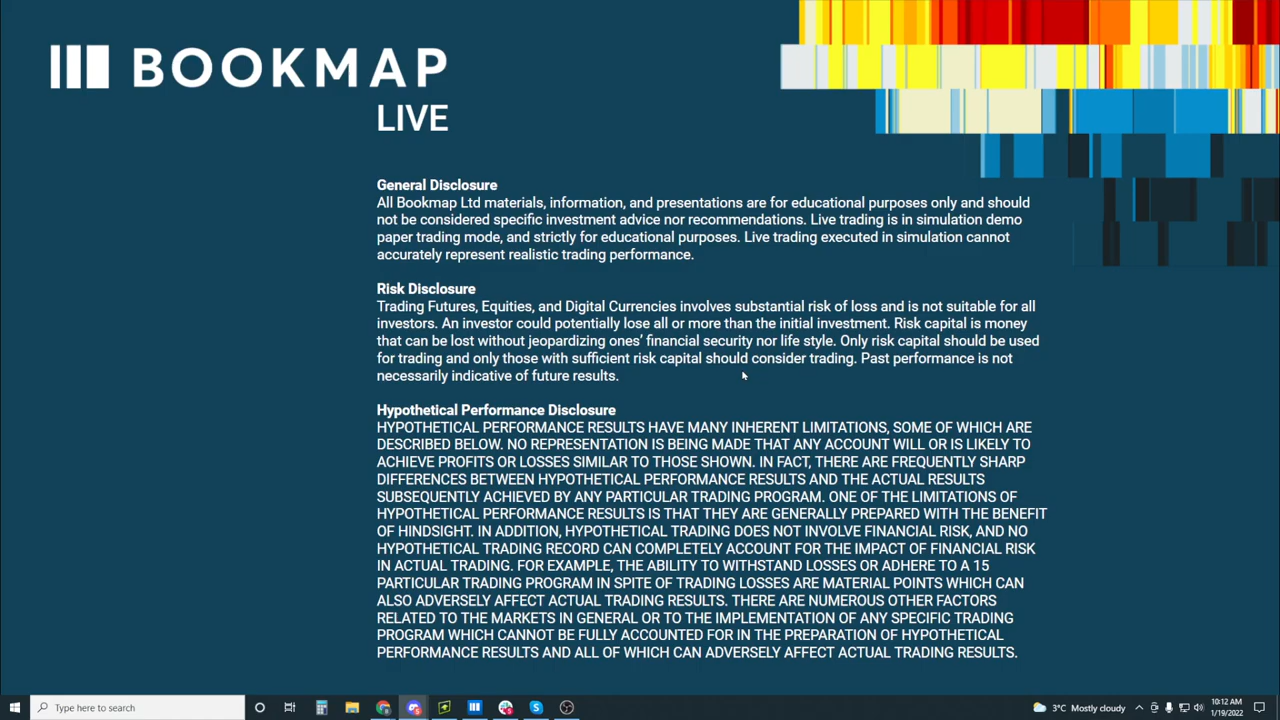 BOOKMAP
LIVE
General Disclosure
All Bookmap Ltd materials, information, and presentations are for educational purposes only and should
not be considered specific investment advice nor recommendations. Live trading is in simulation demo
paper trading mode, and strictly for educational purposes. Live trading executed in simulation cannot
accurately represent realistic trading performance.
Risk Disclosure
Trading Futures, Equities, and Digital Currencies involves substantial risk of loss and is not suitable for all
investors. An investor could potentially lose all or more than the initial investment. Risk capital is money
that can be lost without jeopardizing ones' financial security nor life style. Only risk capital should be used
for trading and only those with sufficient risk capital should consider trading. Past performance is not
necessarily indicative of future results.
Hypothetical Performance Disclosure
HYPOTHETICAL PERFORMANCE RESULTS HAVE MANY INHERENT LIMITATIONS, SOME OF WHICH ARE
DESCRIBED BELOW. NO REPRESENTATION IS BEING MADE THAT ANY ACCOUNT WILL OR IS LIKELY TO
ACHIEVE PROFITS OR LOSSES SIMILAR TO THOSE SHOWN. IN FACT, THERE ARE FREQUENTLY SHARP
DIFFERENCES BETWEEN HYPOTHETICAL PERFORMANCE RESULTS AND THE ACTUAL RESULTS
SUBSEQUENTLY ACHIEVED BY ANY PARTICULAR TRADING PROGRAM. ONE OF THE LIMITATIONS OF
HYPOTHETICAL PERFORMANCE RESULTS IS THAT THEY ARE GENERALLY PREPARED WITH THE BENEFIT
OF HINDSIGHT. IN ADDITION, HYPOTHETICAL TRADING DOES NOT INVOLVE FINANCIAL RISK, AND NO
HYPOTHETICAL TRADING RECORD CAN COMPLETELY ACCOUNT FOR THE IMPACT OF FINANCIAL RISK
IN ACTUAL TRADING. FOR EXAMPLE, THE ABILITY TO WITHSTAND LOSSES OR ADHERE TO A 15
PARTICULAR TRADING PROGRAM IN SPITE OF TRADING LOSSES ARE MATERIAL POINTS WHICH CAN
ALSO ADVERSELY AFFECT ACTUAL TRADING RESULTS. THERE ARE NUMEROUS OTHER FACTORS
RELATED TO THE MARKETS IN GENERAL OR TO THE IMPLEMENTATION OF ANY SPECIFIC TRADING
PROGRAM WHICH CANNOT BE FULLY ACCOUNTED FOR IN THE PREPARATION OF HYPOTHETICAL
PERFORMANCE RESULTS AND ALL OF WHICH CAN ADVERSELY AFFECT ACTUAL TRADING RESULTS.
Type here to search
3°C Mostly cloudy
10:12 AM
1/19/2022